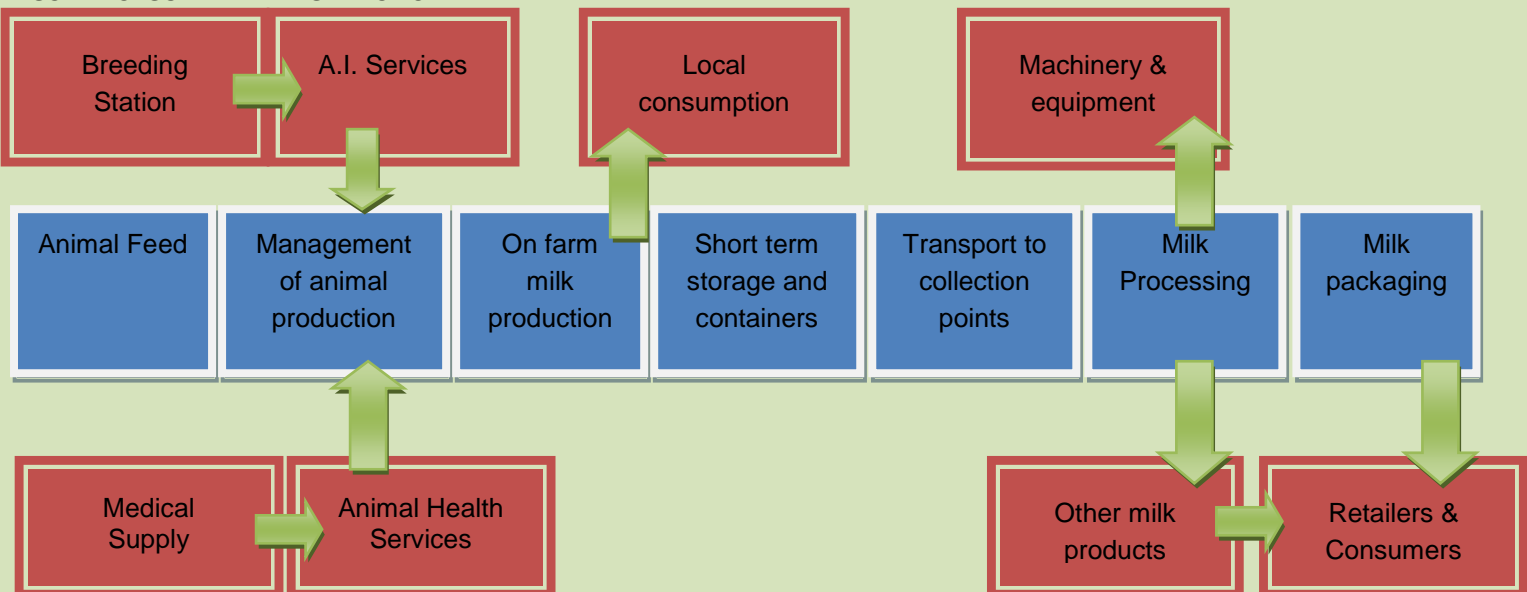 Breeding
Station
A.I. Services
Local
consumption
Machinery &
equipment
Animal Feed
Management
of animal
production
On farm
milk
production
Short term
storage and
containers
Transport to
collection
points
Milk
Processing
Milk
packaging
Medical
Supply
Animal Health
Services
Other milk
products
Retailers &
Consumers